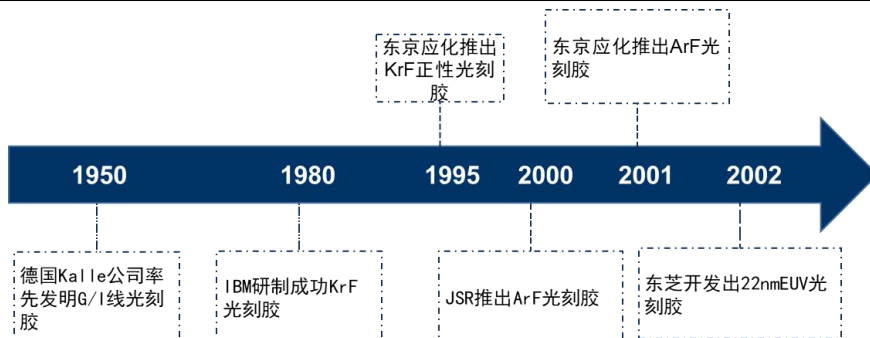 东京应化推出
KrF正性光刻
胶
东京应化推出ArF光
刻胶
1950
1980
1995
2000
2001
2002
德国Kalle公司率
先发明G/I线光刻
胶
IBM研制成功KrF
光刻胶
JSR推出ArF光刻胶
东芝开发出22nmEUV光
刻胶